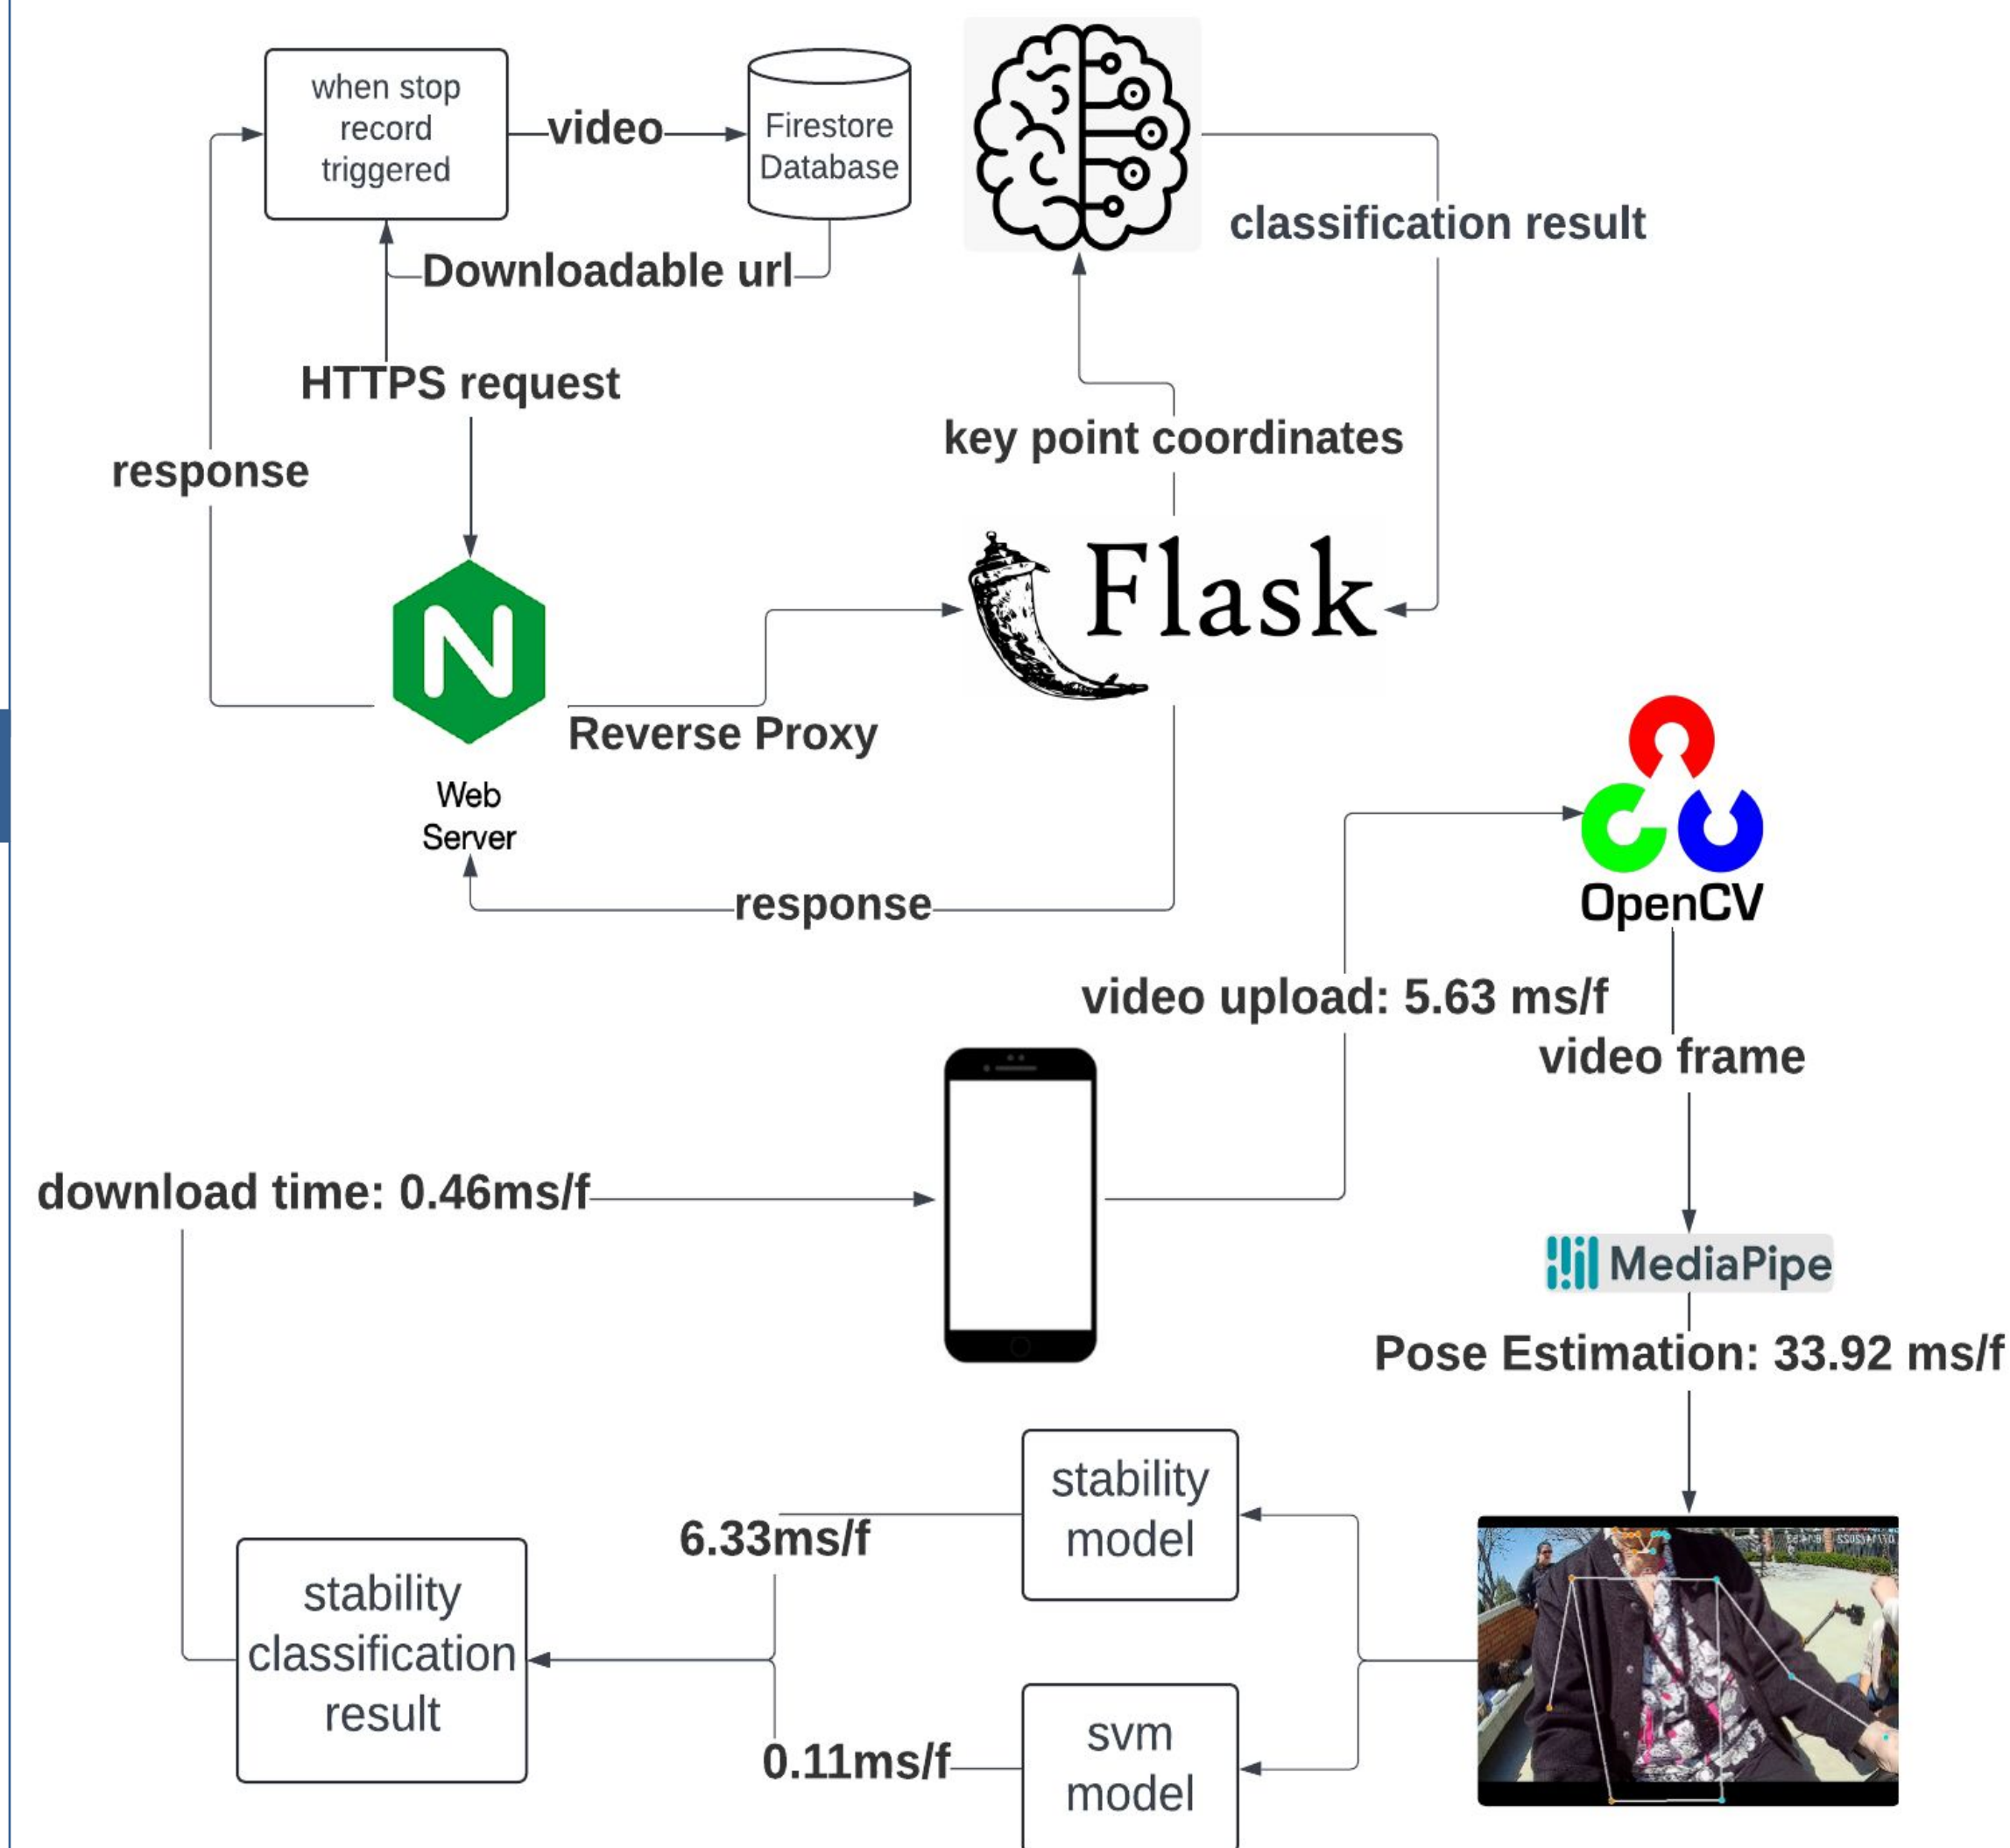 when stop
record
triggered
video
Firestore
Database
Downloadable url
classification result
HTTPS request
key point coordinates
response
Flask
N
Reverse Proxy
Web
Server
response
OpenCV
video upload: 5.63 ms/f
video frame
download time: 0.46ms/f
MediaPipe
Pose Estimation: 33.92 ms/f
stability
model
6.33ms/f
stability
classification
result
svm
model
0.11ms/f